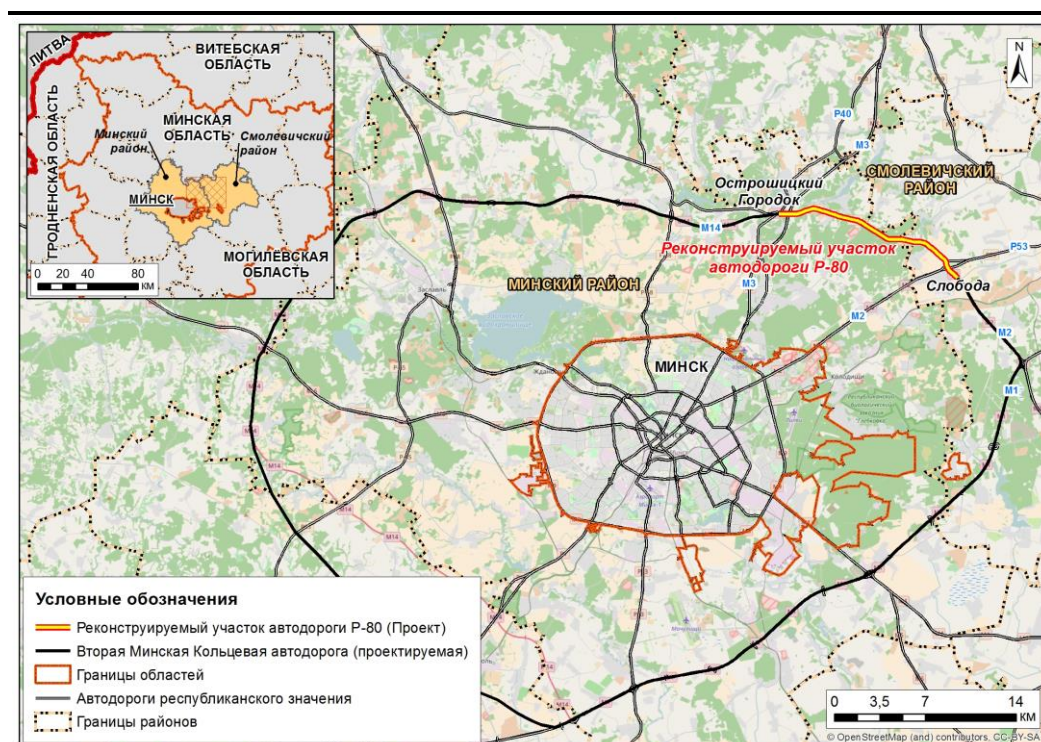 ЛИТВА
ВИТЕБСКАЯ
ОБЛАСТЬ
ГРОДНЕНСКАЯ ОБЛАСТЬ
МИНСКАЯ
ОБЛАСТЬ
Минский
район
Смолевичский
район
МИНСК
МОГИЛЕВСКАЯ
ОБЛАСТЬ
0 20 40 80
КМ
N
P40
M3
СМОЛЕВИЧСКИЙ
РАЙОН
Острошицкий
Городок
M14
P53
Реконструируемый участок
автодороги Р-80
M3
Слобода
МИНСКИЙ РАЙОН
M2
M2
Заславль
M1
МИНСК
Колодищи
M14
M14
Условные обозначения
Реконструируемый участок автодороги Р-80 (Проект)
Вторая Минская Кольцевая автодорога (проектируемая)
Границы областей
Автодороги республиканского значения
Границы районов
0 3,5 7 14
КМ
© OpenStreetMap (and) contributors, CC-BY-SA